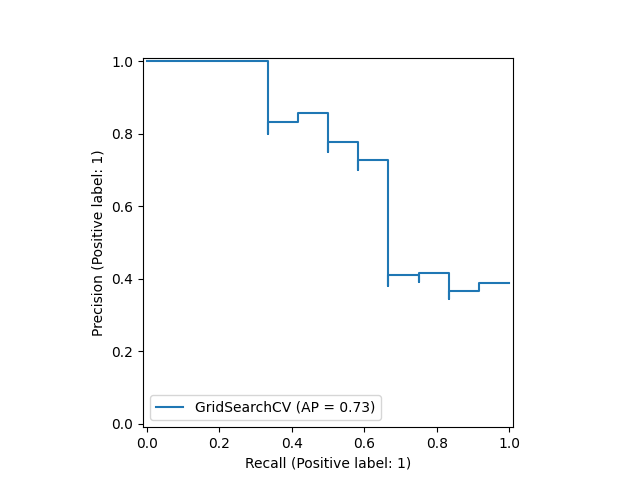 1.0
0.8
0.6
0.4
0.2
0.0
Precision (Positive label: 1)
GridSearchCV (AP = 0.73)
0.0 0.2 0.4 0.6 0.8 1.0
Recall (Positive label: 1)